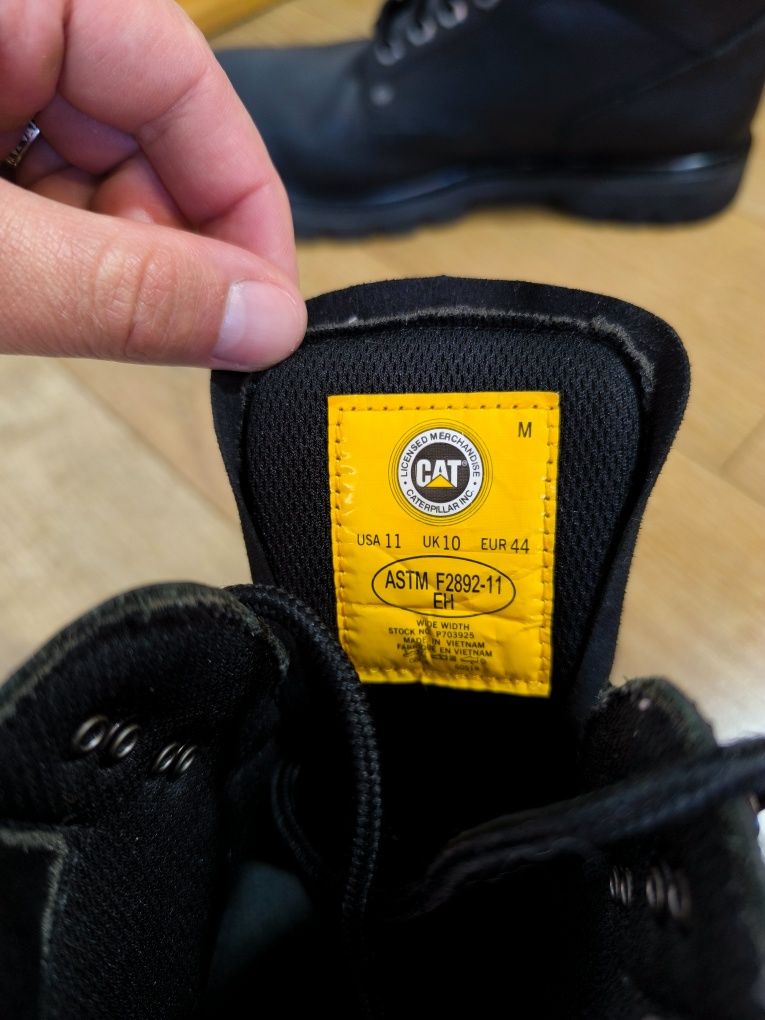 M
LICENSED MERCHANDISE
CAT
CATERPILLAR INC.
USA 11 UK 10 EUR 44
ASTM F2892-11
EH
WIDE WIDTH
STOCK NO P703925
MADE IN VIETNAM
FABRIQUE EN VIETNAM